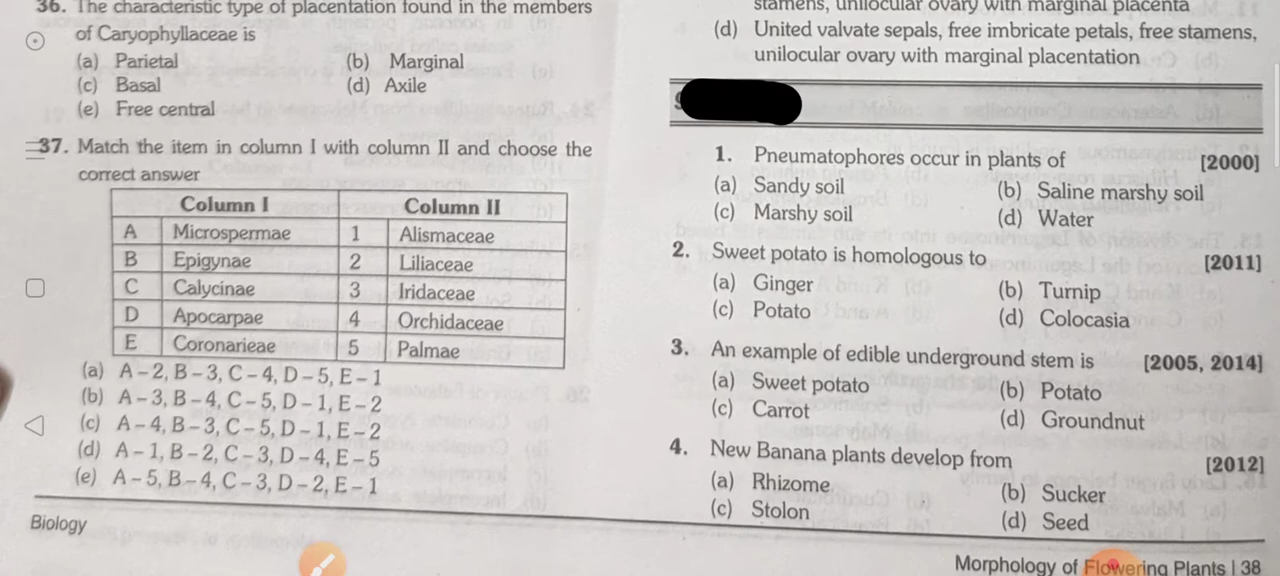 36. The characteristic type of placentation found in the members
of Caryophyllaceae is
(a) Parietal (b) Marginal
(c) Basal (d) Axile
(e) Free central
37. Match the item in column I with column II and choose the
correct answer
Column I Column II
A Microspermae 1 Alismaceae
B Epigynae 2 Liliaceae
C Calycinae 3 Iridaceae
D Apocarpae 4 Orchidaceae
E Coronarieae 5 Palmae
(a) A – 2, B – 3, C – 4, D – 5, E – 1
(b) A – 3, B – 4, C – 5, D – 1, E – 2
(c) A – 4, B – 3, C – 5, D – 1, E – 2
(d) A – 1, B – 2, C – 3, D – 4, E – 5
(e) A – 5, B – 4, C – 3, D – 2, E – 1
Biology
stamens, unilocular ovary with marginal placenta
(d) United valvate sepals, free imbricate petals, free stamens,
unilocular ovary with marginal placentation
1. Pneumatophores occur in plants of [2000]
(a) Sandy soil (b) Saline marshy soil
(c) Marshy soil (d) Water
2. Sweet potato is homologous to [2011]
(a) Ginger (b) Turnip
(c) Potato (d) Colocasia
3. An example of edible underground stem is [2005, 2014]
(a) Sweet potato (b) Potato
(c) Carrot (d) Groundnut
4. New Banana plants develop from [2012]
(a) Rhizome (b) Sucker
(c) Stolon (d) Seed
Morphology of Flowering Plants | 38